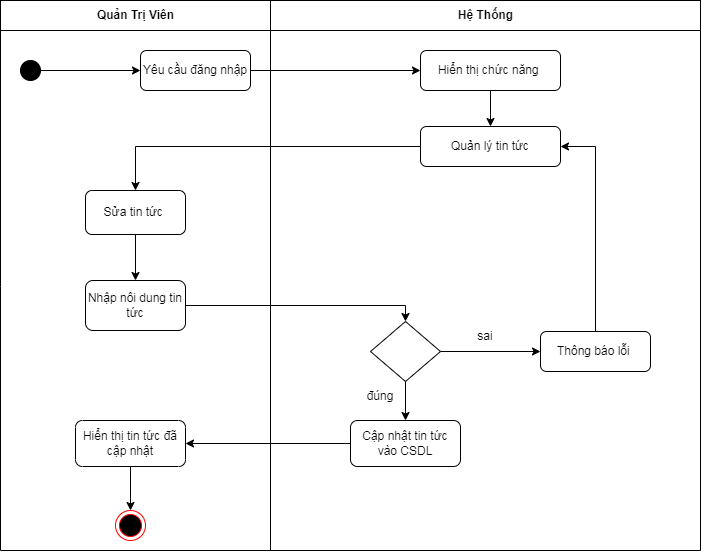 Quản Trị Viên
Hệ Thống
Yêu cầu đăng nhập
Hiển thị chức năng
Quản lý tin tức
Sửa tin tức
Nhập nôi dung tin
tức
sai
Thông báo lỗi
đúng
Hiển thị tin tức đã
cập nhật
Cập nhật tin tức
vào CSDL